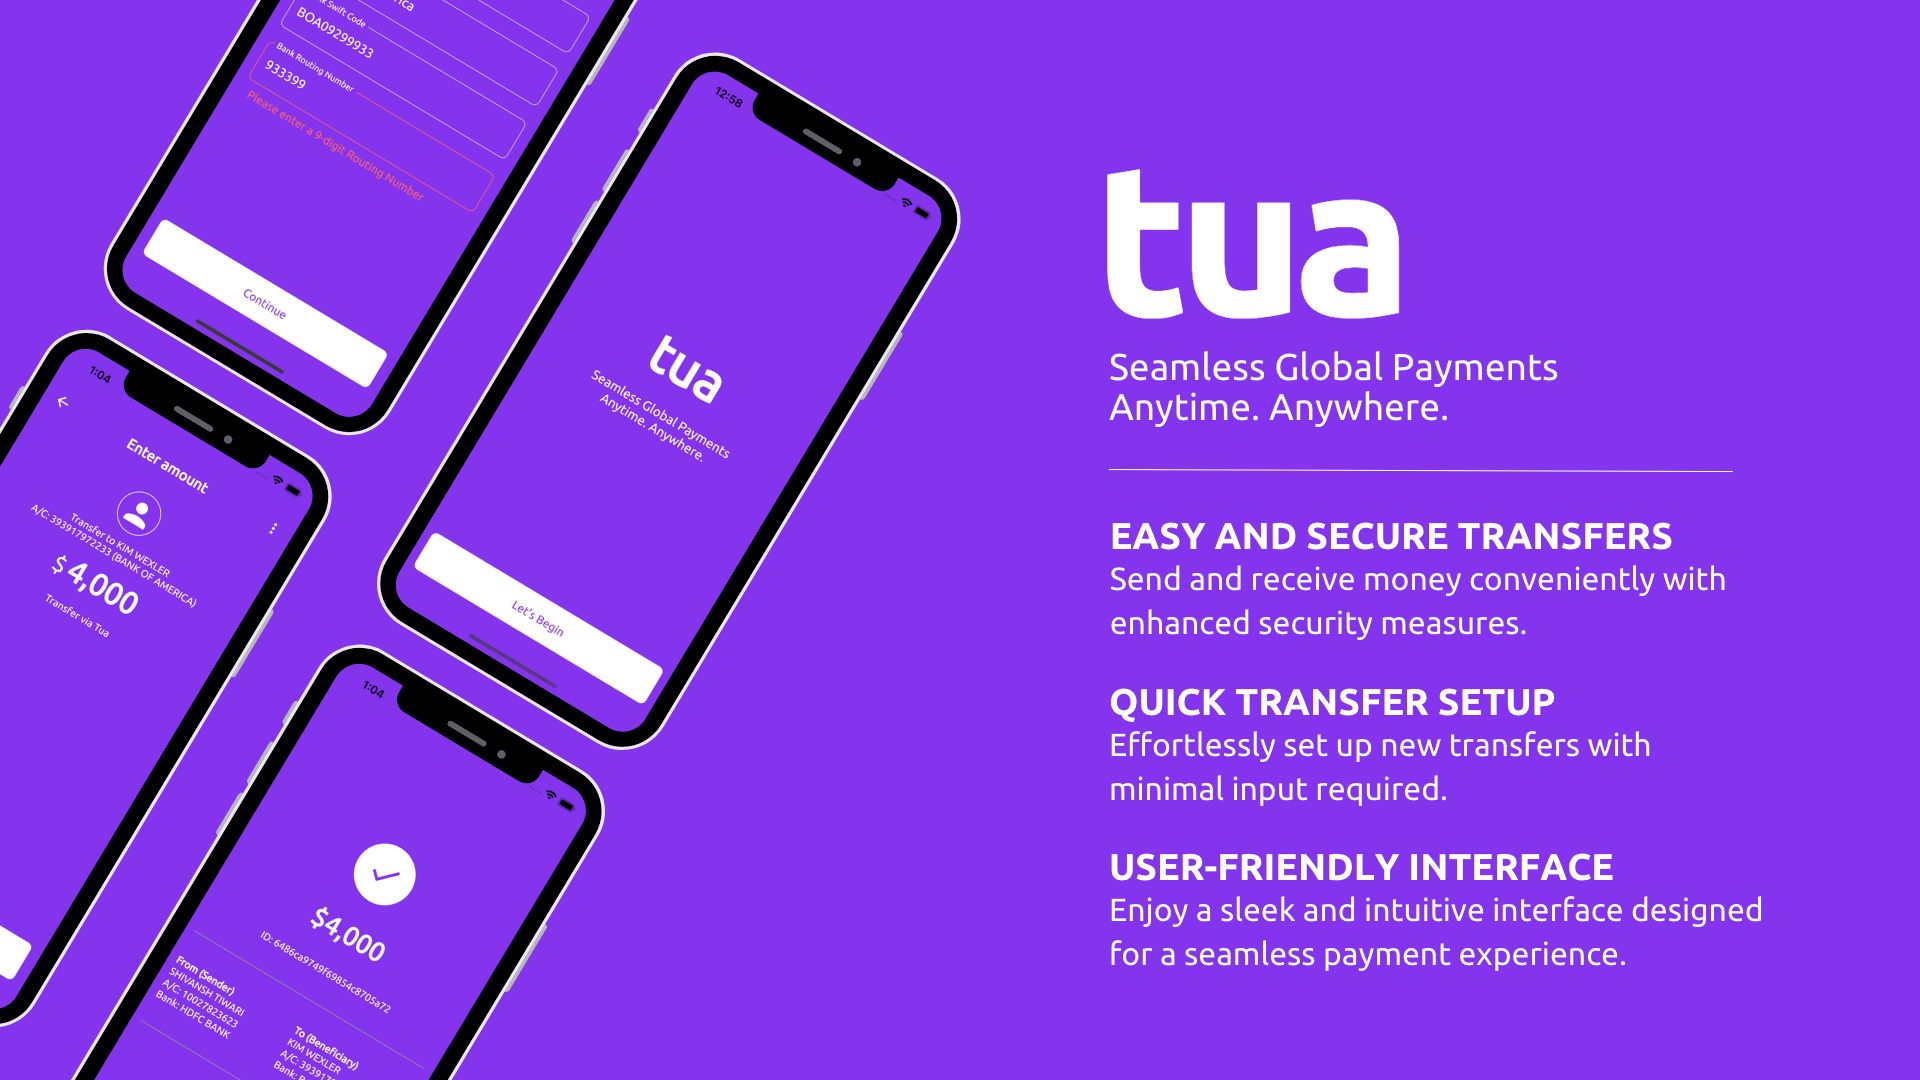 Swift Code
BOA09299933
Bank Routing Number
933399
Please enter a 9-digit Routing Number
Continue
12:58
tua
Seamless Global Payments
Anytime. Anywhere.
Let's Begin
1:04
Enter amount
Transfer to KIM WEXLER
A/C: 393917972233 (BANK OF AMERICA)
$ 4,000
Transfer via Tua
1:04
$4,000
ID: 6486ca9749f69854c8705a72
From (Sender)
SHIVANSH TIWARI
A/C: 10027823623
Bank: HDFC BANK
To (Beneficiary)
KIM WEXLER
A/C: 39391
Bank:
tua
Seamless Global Payments
Anytime. Anywhere.
EASY AND SECURE TRANSFERS
Send and receive money conveniently with
enhanced security measures.
QUICK TRANSFER SETUP
Effortlessly set up new transfers with
minimal input required.
USER-FRIENDLY INTERFACE
Enjoy a sleek and intuitive interface designed
for a seamless payment experience.